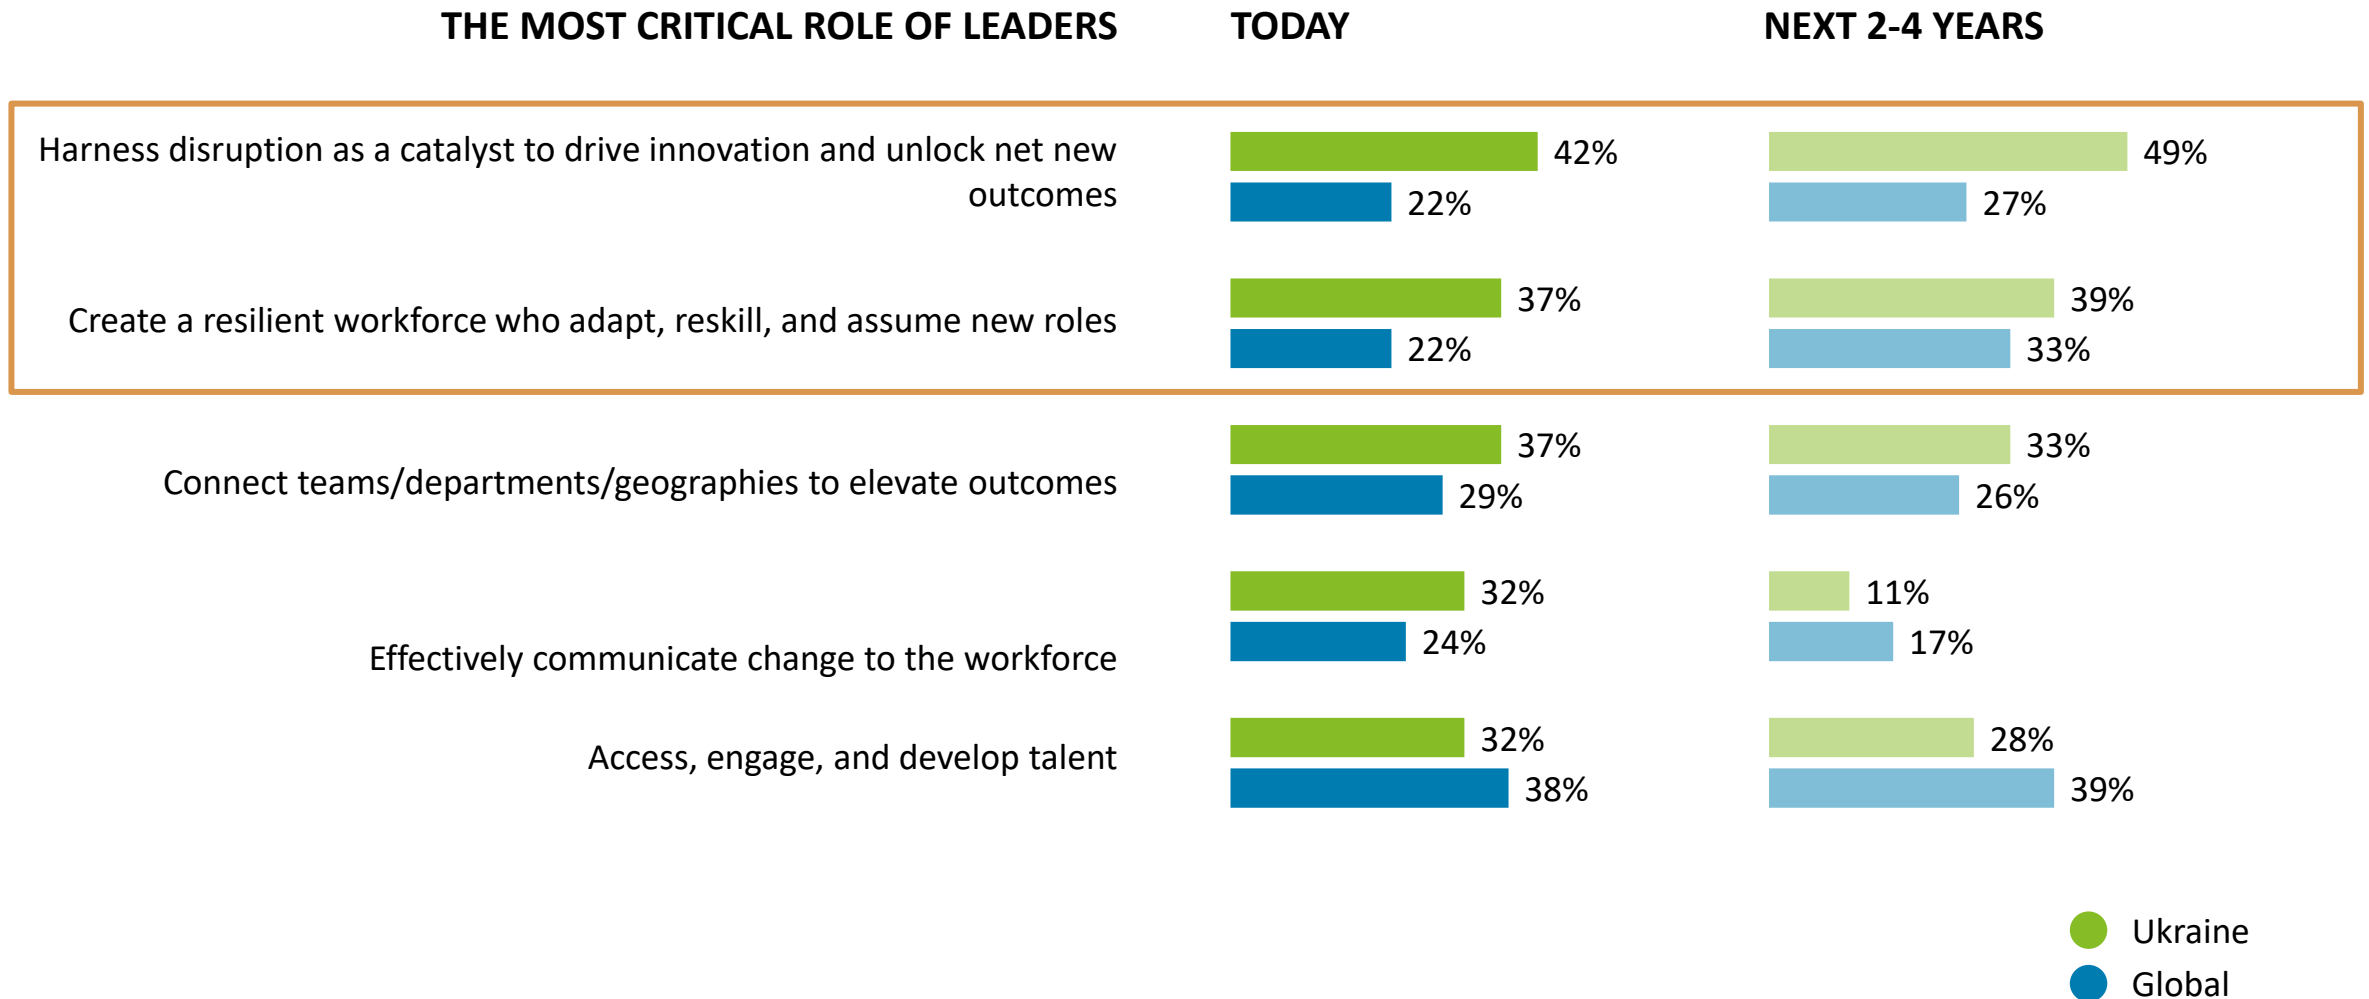 THE MOST CRITICAL ROLE OF LEADERS TODAY NEXT 2-4 YEARS
Harness disruption as a catalyst to drive innovation and unlock net new
outcomes
42%
49%
22%
27%
Create a resilient workforce who adapt, reskill, and assume new roles
37%
39%
22%
33%
Connect teams/departments/geographies to elevate outcomes
37%
33%
29%
26%
Effectively communicate change to the workforce
32%
11%
24%
17%
Access, engage, and develop talent
32%
28%
38%
39%
Ukraine
Global